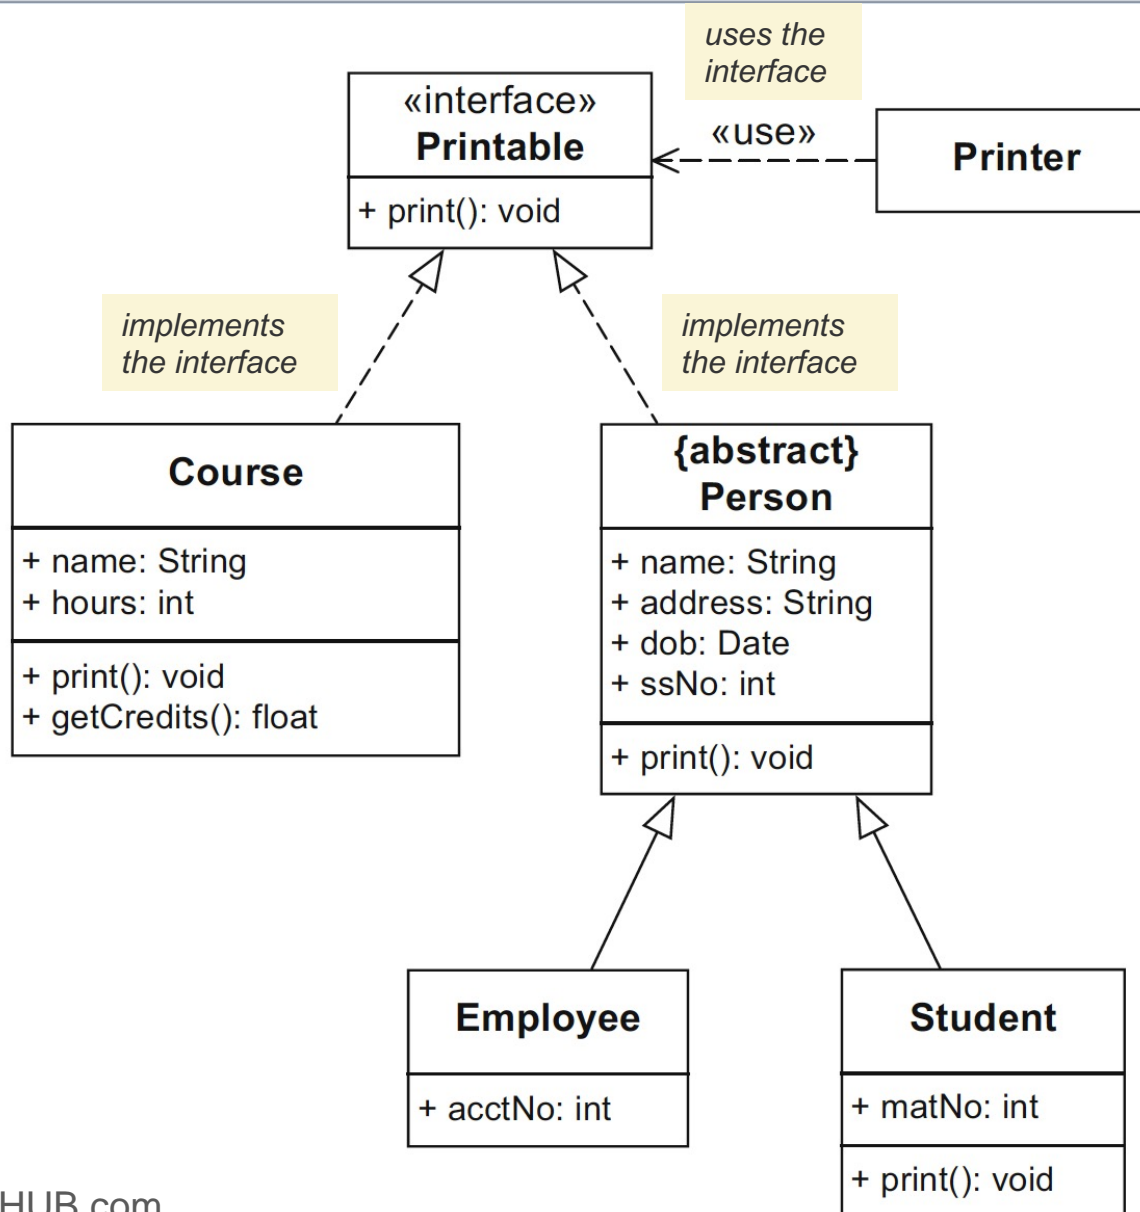 uses the
interface
«interface»
Printable
+ print(): void
«use»
Printer
implements
the interface
implements
the interface
Course
+ name: String
+ hours: int
+ print(): void
+ getCredits(): float
{abstract}
Person
+ name: String
+ address: String
+ dob: Date
+ ssNo: int
+ print(): void
Employee
+ acctNo: int
Student
+ matNo: int
+ print(): void
HUB.com